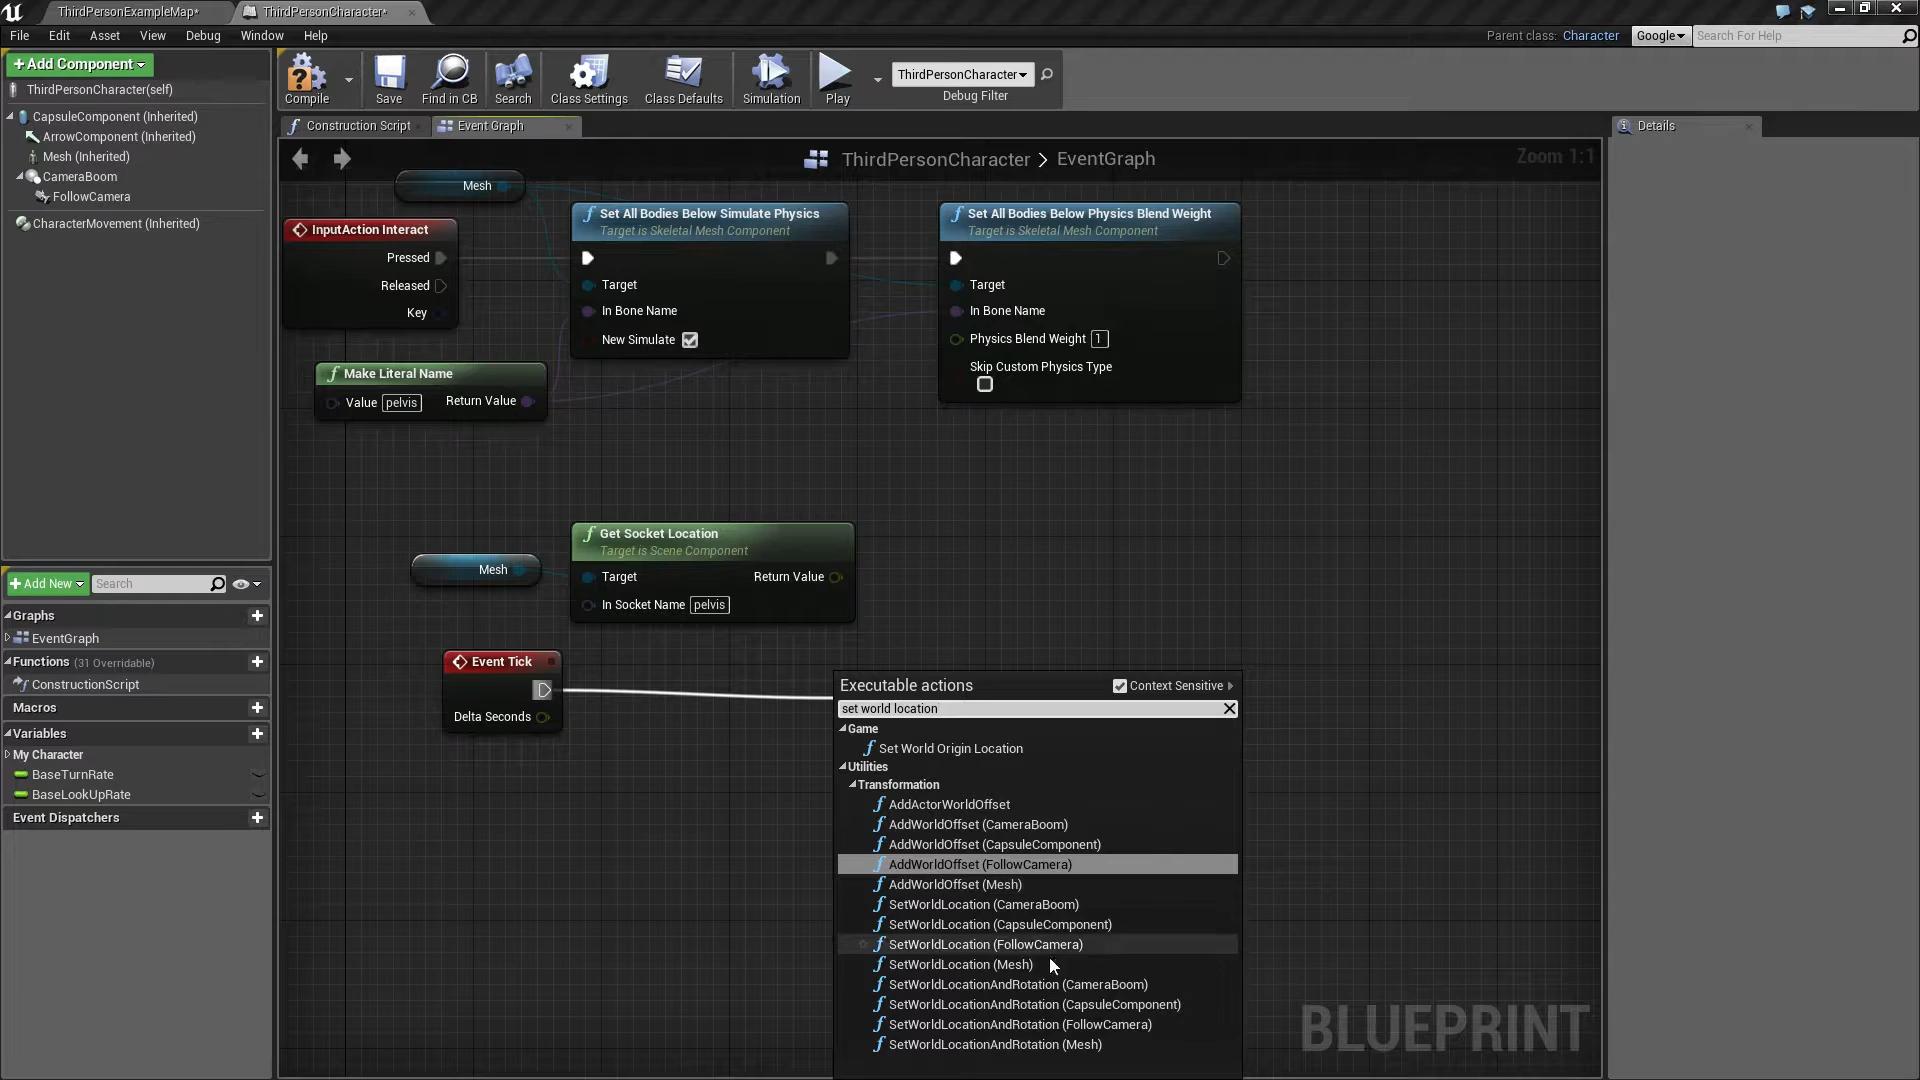 ThirdPersonExampleMap*
ThirdPersonCharacter*
File Edit Asset View Debug Window Help
Parent class: Character
Google
Search For Help
+Add Component
ThirdPersonCharacter(self)
CapsuleComponent (Inherited)
ArrowComponent (Inherited)
Mesh (Inherited)
CameraBoom
FollowCamera
CharacterMovement (Inherited)
Compile
Save
Find in CB
Search
Class Settings
Class Defaults
Simulation
Play
ThirdPersonCharacter
Debug Filter
Construction Script
Event Graph
Details
ThirdPersonCharacter > EventGraph
Zoom 1:1
Mesh
InputAction Interact
Pressed
Released
Key
Set All Bodies Below Simulate Physics
Target is Skeletal Mesh Component
Target
In Bone Name
New Simulate
Set All Bodies Below Physics Blend Weight
Target is Skeletal Mesh Component
Target
In Bone Name
Physics Blend Weight 1
Skip Custom Physics Type
Make Literal Name
Value pelvis Return Value
Get Socket Location
Target is Scene Component
Mesh
Target Return Value
In Socket Name pelvis
Event Tick
Delta Seconds
+Add New
Search
Graphs
EventGraph
Functions (31 Overridable)
ConstructionScript
Macros
Variables
My Character
BaseTurnRate
BaseLookUpRate
Event Dispatchers
Executable actions
Context Sensitive
set world location
Game
Set World Origin Location
Utilities
Transformation
AddActorWorldOffset
AddWorldOffset (CameraBoom)
AddWorldOffset (CapsuleComponent)
AddWorldOffset (FollowCamera)
AddWorldOffset (Mesh)
SetWorldLocation (CameraBoom)
SetWorldLocation (CapsuleComponent)
SetWorldLocation (FollowCamera)
SetWorldLocation (Mesh)
SetWorldLocationAndRotation (CameraBoom)
SetWorldLocationAndRotation (CapsuleComponent)
SetWorldLocationAndRotation (FollowCamera)
SetWorldLocationAndRotation (Mesh)
BLUEPRINT